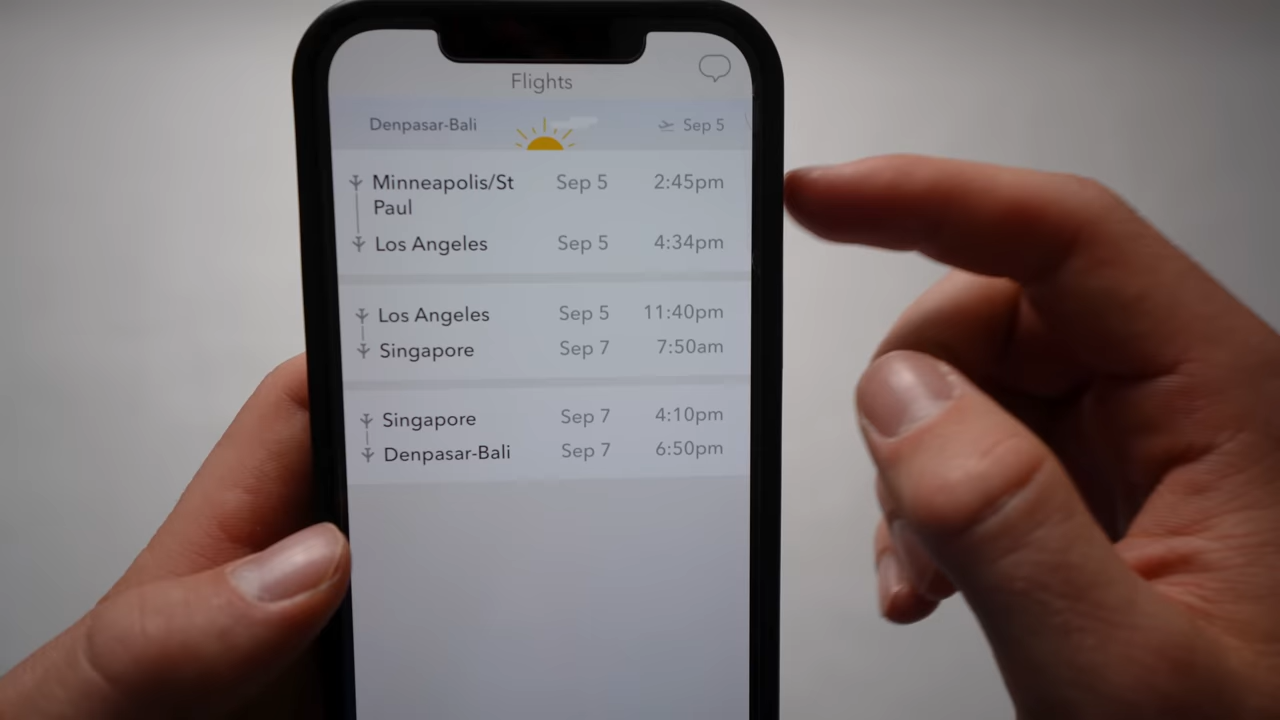 Flights
Denpasar-Bali Sep 5
Minneapolis/St Sep 5 2:45pm
Paul
Los Angeles Sep 5 4:34pm
Los Angeles Sep 5 11:40pm
Singapore Sep 7 7:50am
Singapore Sep 7 4:10pm
Denpasar-Bali Sep 7 6:50pm